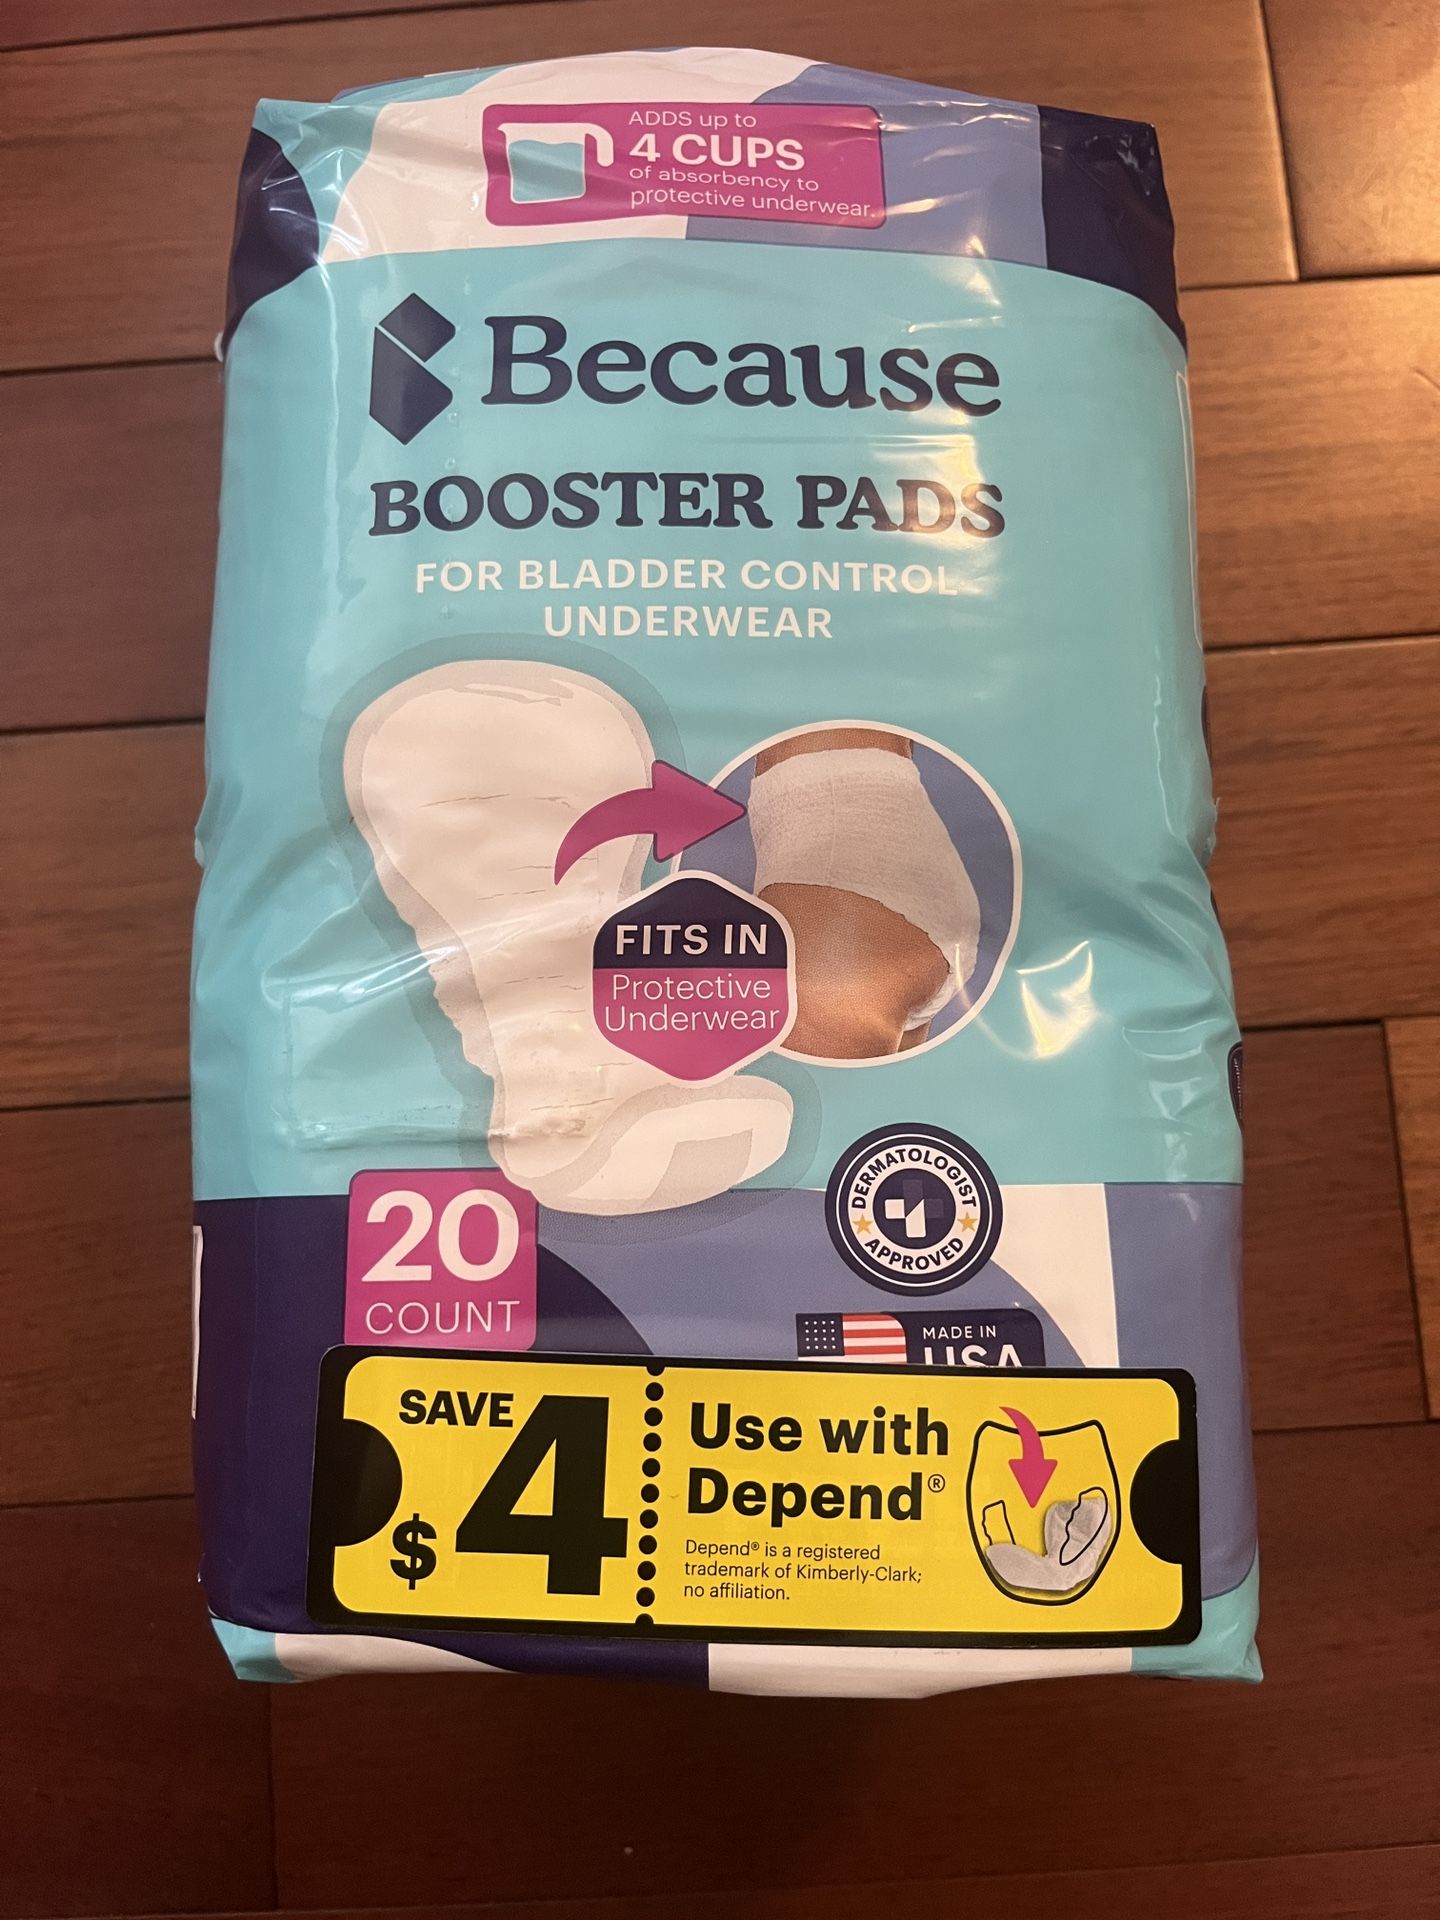 ADDS up to
4 CUPS
of absorbency to
protective underwear.
Because
BOOSTER PADS
FOR BLADDER CONTROL
UNDERWEAR
FITS IN
Protective
Underwear
DERMATOLOGIST
APPROVED
20
COUNT
MADE IN
USA
SAVE
$4
Use with
Depend®
Depend® is a registered
trademark of Kimberly-Clark;
no affiliation.